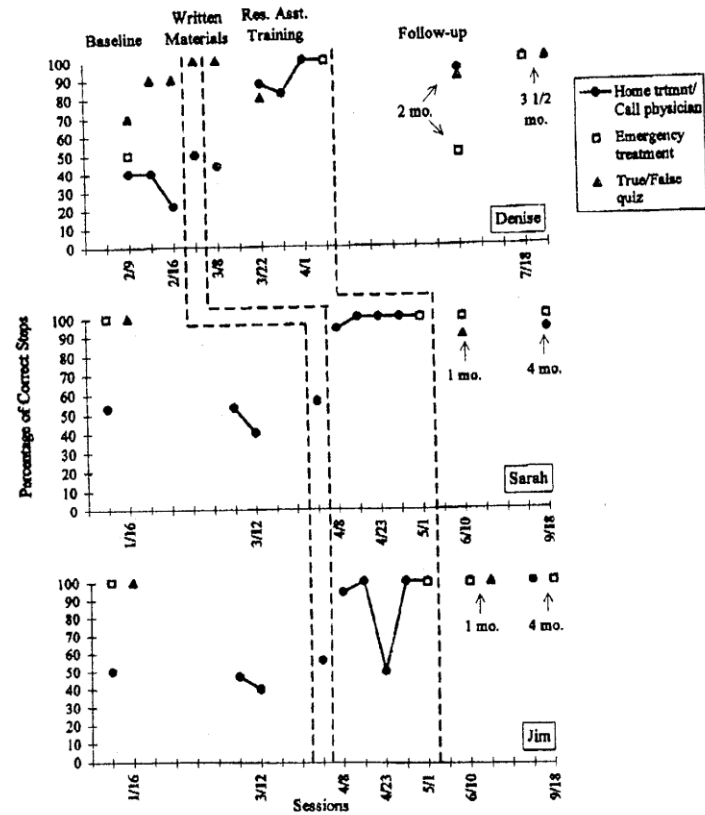 Baseline
Written
Materials
Res. Asst.
Training
Follow-up
100
90
80
70
60
50
40
30
20
10
0
2 mo.
3 1/2
mo.
Denise
2/9
2/16
3/8
3/22
4/1
7/18
Home trtmnt/
Call physician
Emergency
treatment
True/False
quiz
Percentage of Correct Steps
100
90
80
70
60
50
40
30
20
10
0
1 mo.
4 mo.
Sarah
1/16
3/12
4/8
4/23
5/1
6/10
9/18
100
90
80
70
60
50
40
30
20
10
0
1 mo.
4 mo.
Jim
1/16
3/12
4/8
4/23
5/1
6/10
9/18
Sessions